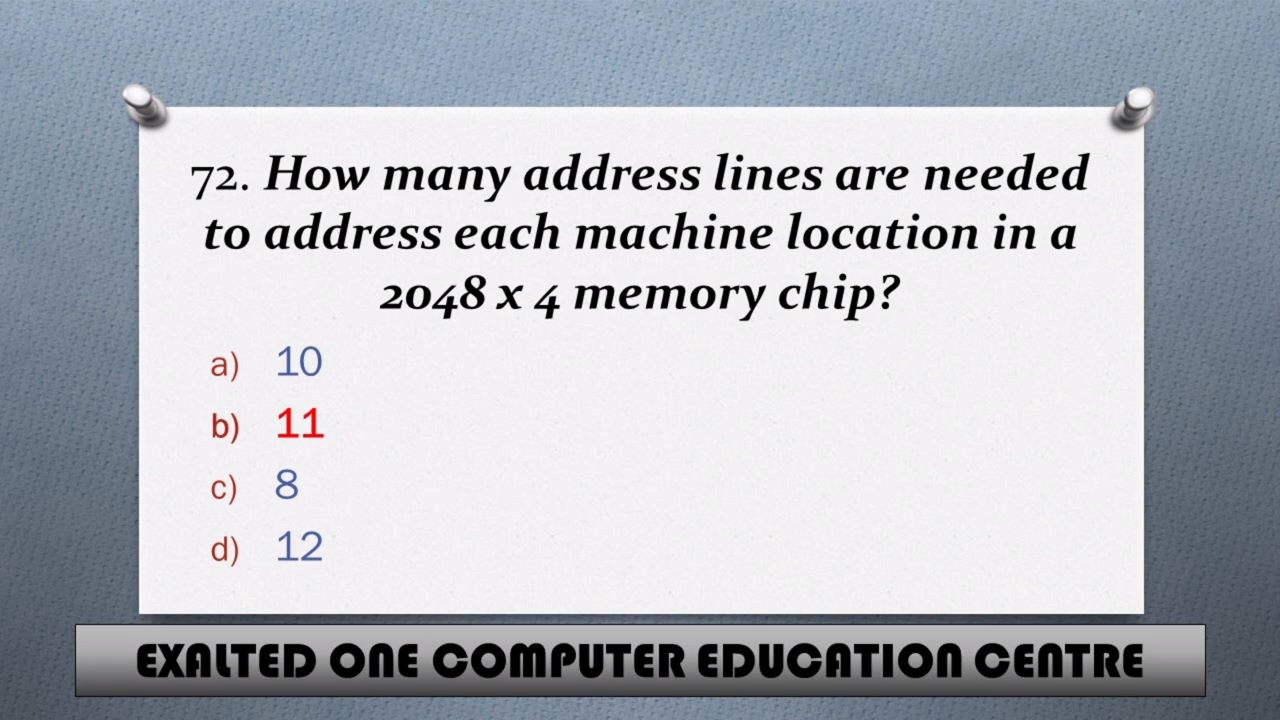 72. How many address lines are needed
to address each machine location in a
2048 x 4 memory chip?
a) 10
b) 11
c) 8
d) 12
EXALTED ONE COMPUTER EDUCATION CENTRE